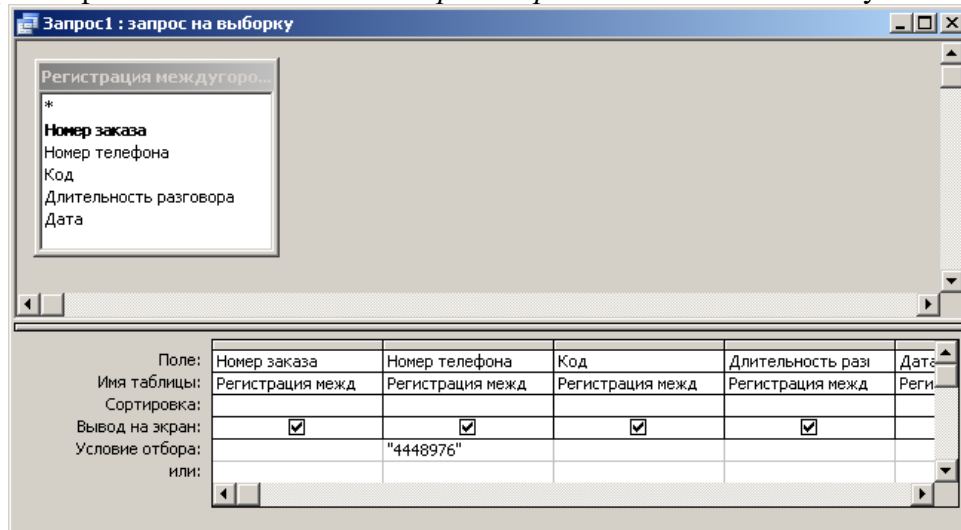 Запрос1 : запрос на выборку
Регистрация междугоро...
*
Номер заказа
Номер телефона
Код
Длительность разговора
Дата
Поле: Номер заказа Номер телефона Код Длительность разг Дата
Имя таблицы: Регистрация межд Регистрация межд Регистрация межд Регистрация межд Реги
Сортировка:
Вывод на экран:
Условие отбора: "4448976"
или: